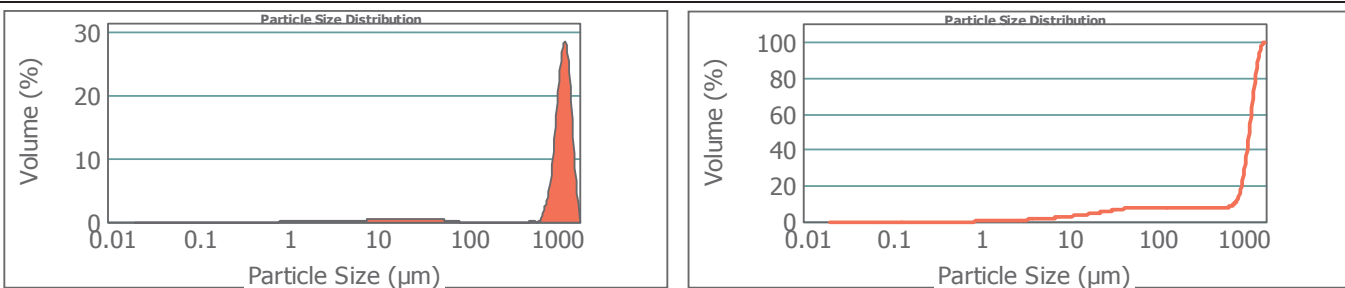 Particle Size Distribution
30
20
10
0
Volume (%)
0.01 0.1 1 10 100 1000
Particle Size (µm)
Particle Size Distribution
100
80
60
40
20
0
Volume (%)
0.01 0.1 1 10 100 1000
Particle Size (µm)